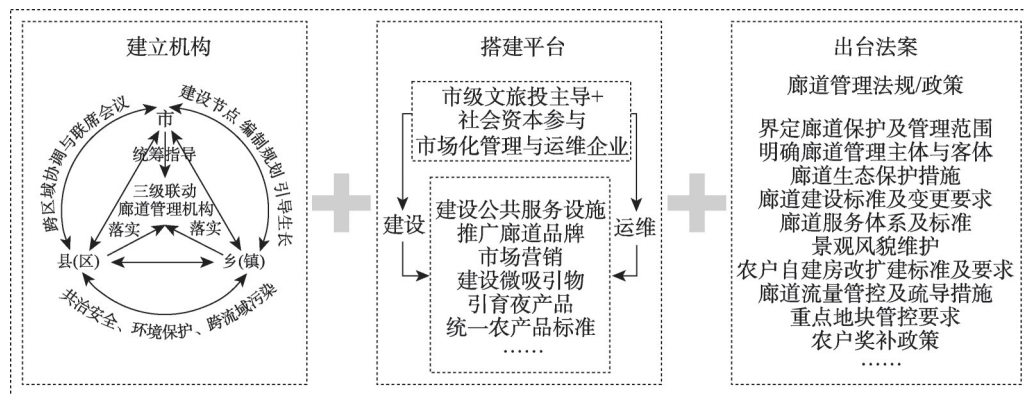 建立机构
跨区域协调与联席会议
建设节点 编制规划 引导生长
市
统筹指导
三级联动
廊道管理机构
落实
落实
县(区)
乡(镇)
共治安全、环境保护、跨流域污染
搭建平台
市级文旅投主导+
社会资本参与
市场化管理与运维企业
建设
运维
建设公共服务设施
推广廊道品牌
市场营销
建设微吸引物
引育夜产品
统一农产品标准
……
出台法案
廊道管理法规/政策
界定廊道保护及管理范围
明确廊道管理主体与客体
廊道生态保护措施
廊道建设标准及变更要求
廊道服务体系及标准
景观风貌维护
农户自建房改扩建标准及要求
廊道流量管控及疏导措施
重点地块管控要求
农户奖补政策
……